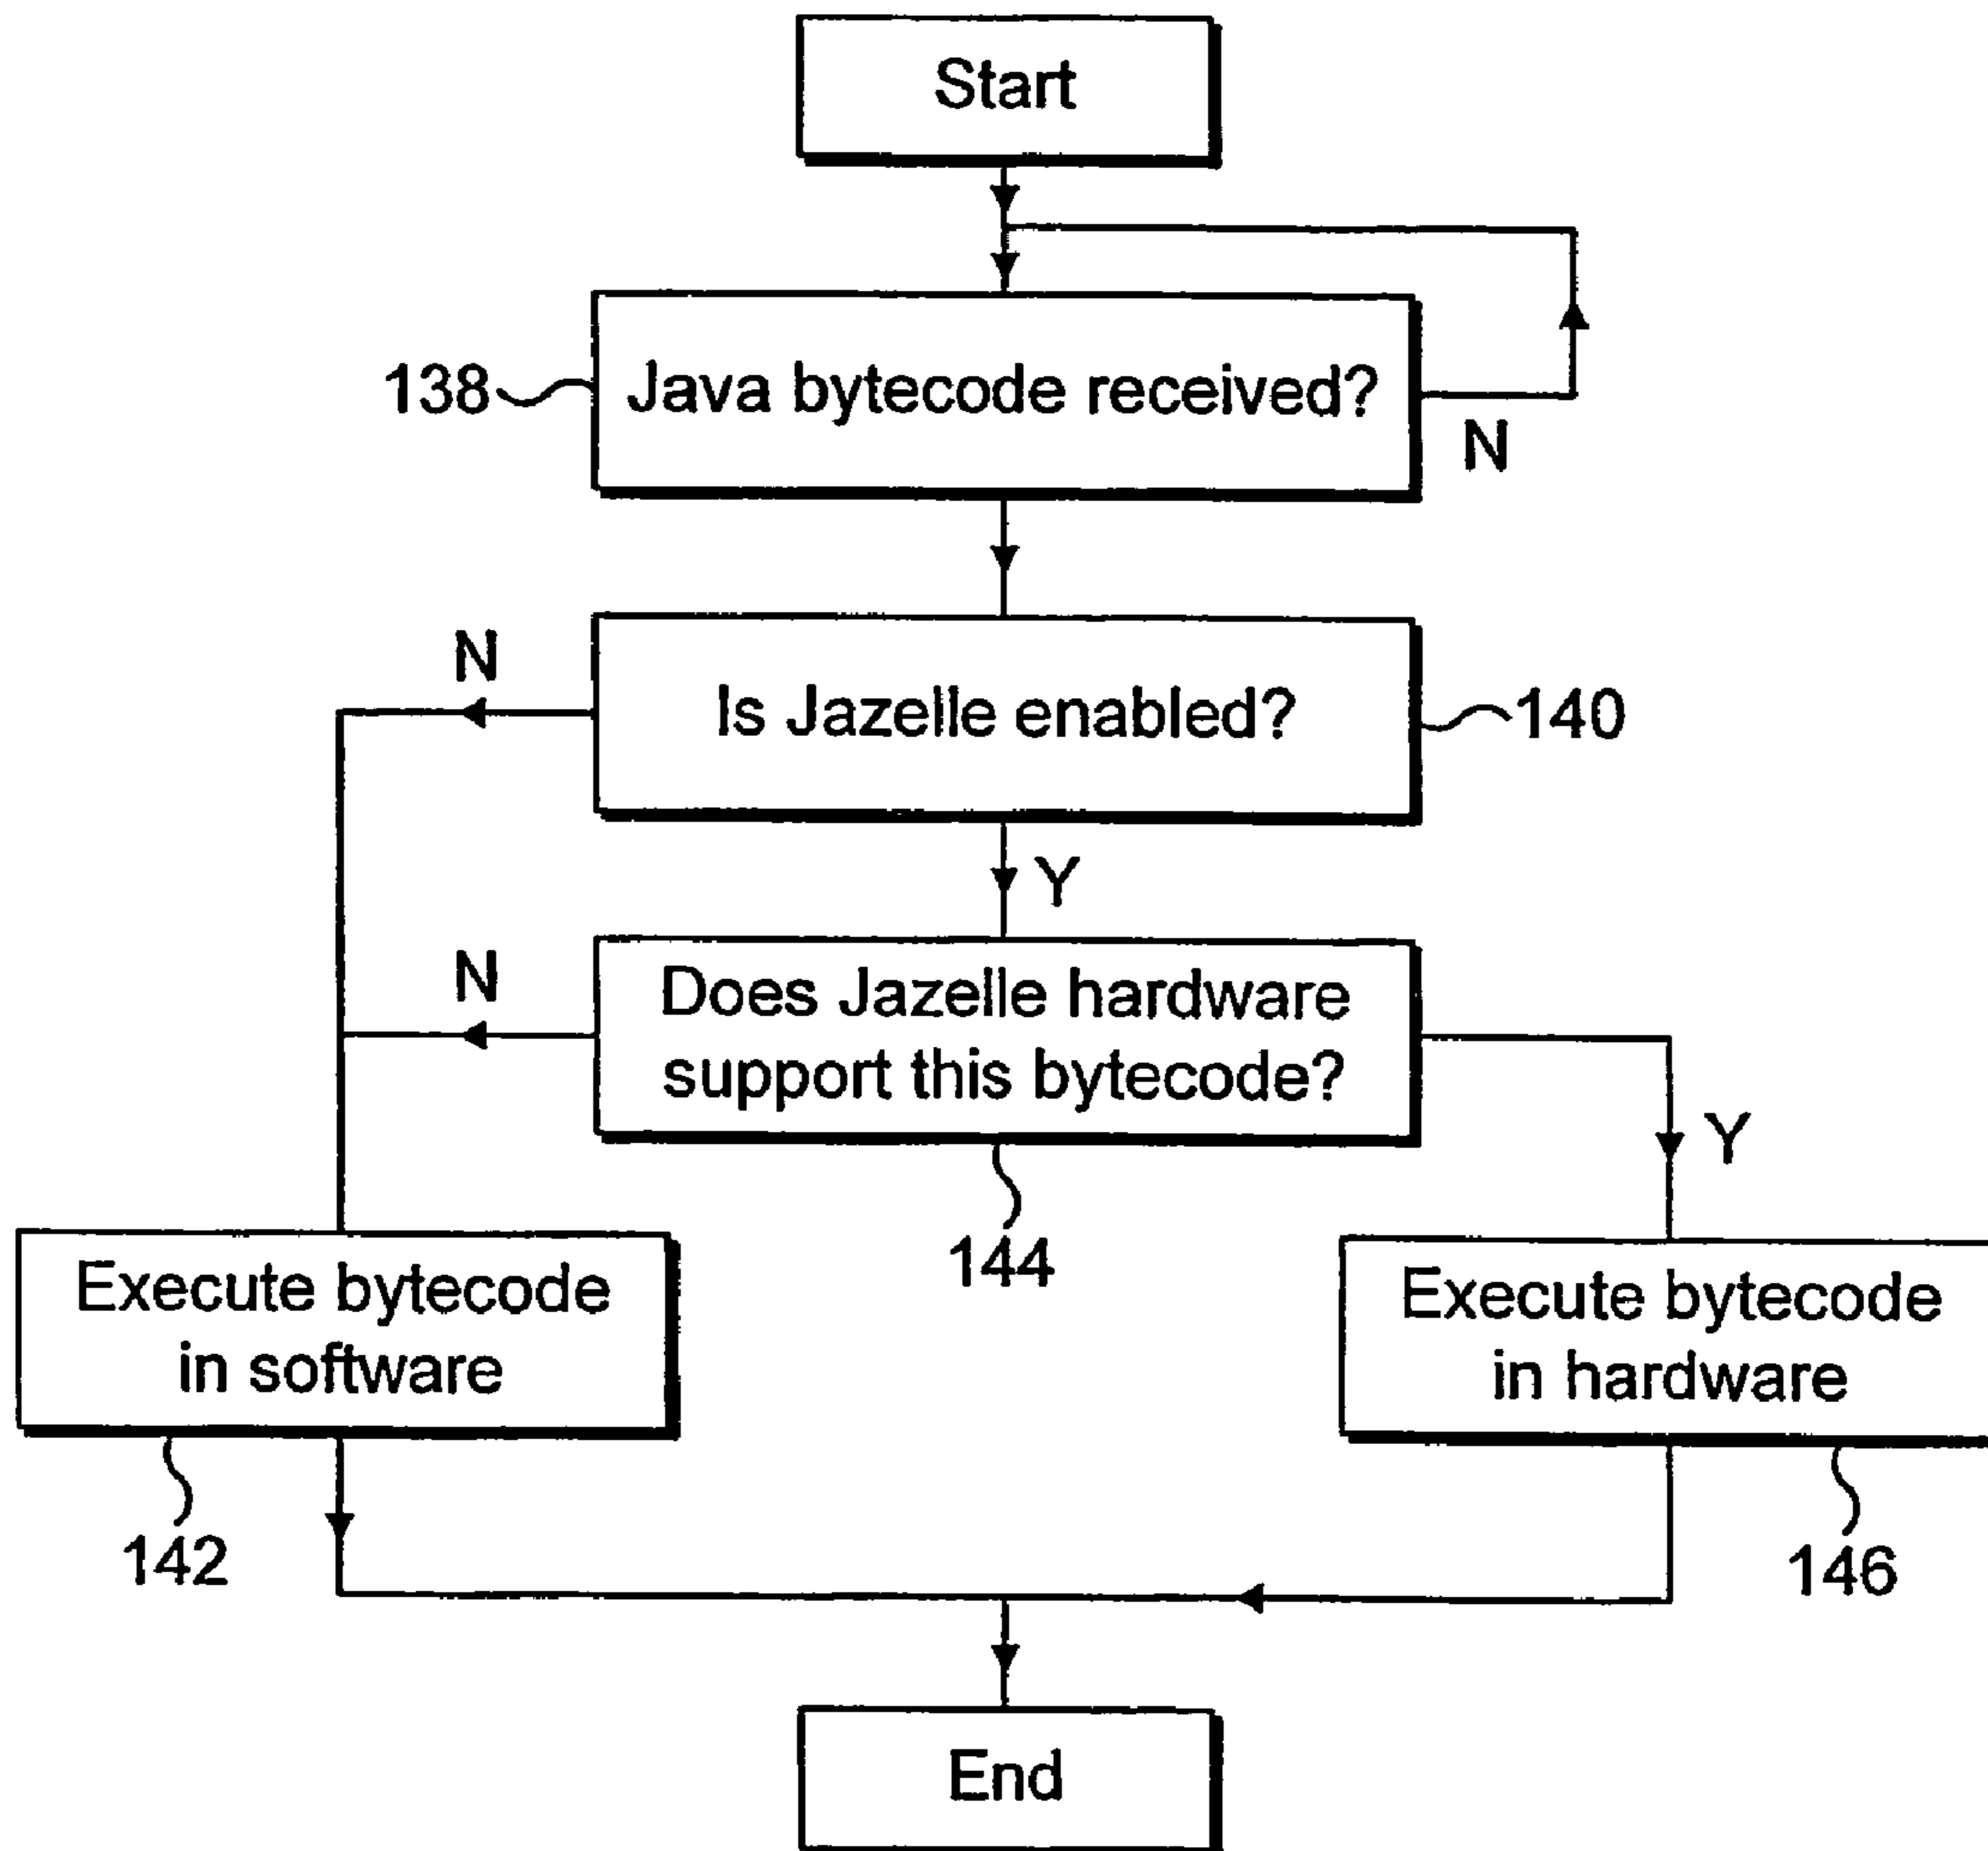 Start
138
Java bytecode received?
N
N
Is Jazelle enabled?
140
Y
N
Does Jazelle hardware
support this bytecode?
Y
144
Execute bytecode
in software
Execute bytecode
in hardware
142
146
End